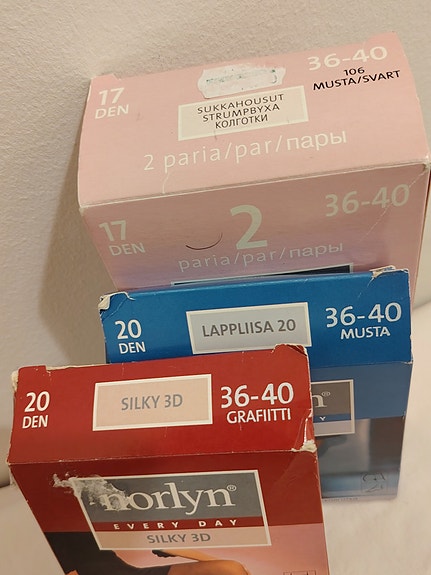 17
DEN
SUKKAHOUSUT
STRUMPBYXA
КОЛГОТКИ
36-40
106
MUSTA/SVART
2 paria/par/пары
17
DEN
2
paria/par/пары
36-40
20
DEN
LAPPLIISA 20
36-40
MUSTA
20
DEN
SILKY 3D
36-40
GRAFIITTI
norlyn®
EVERY DAY
SILKY 3D